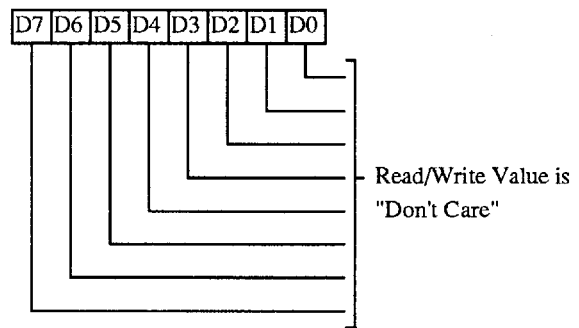 D7 D6 D5 D4 D3 D2 D1 D0
Read/Write Value is
"Don't Care"